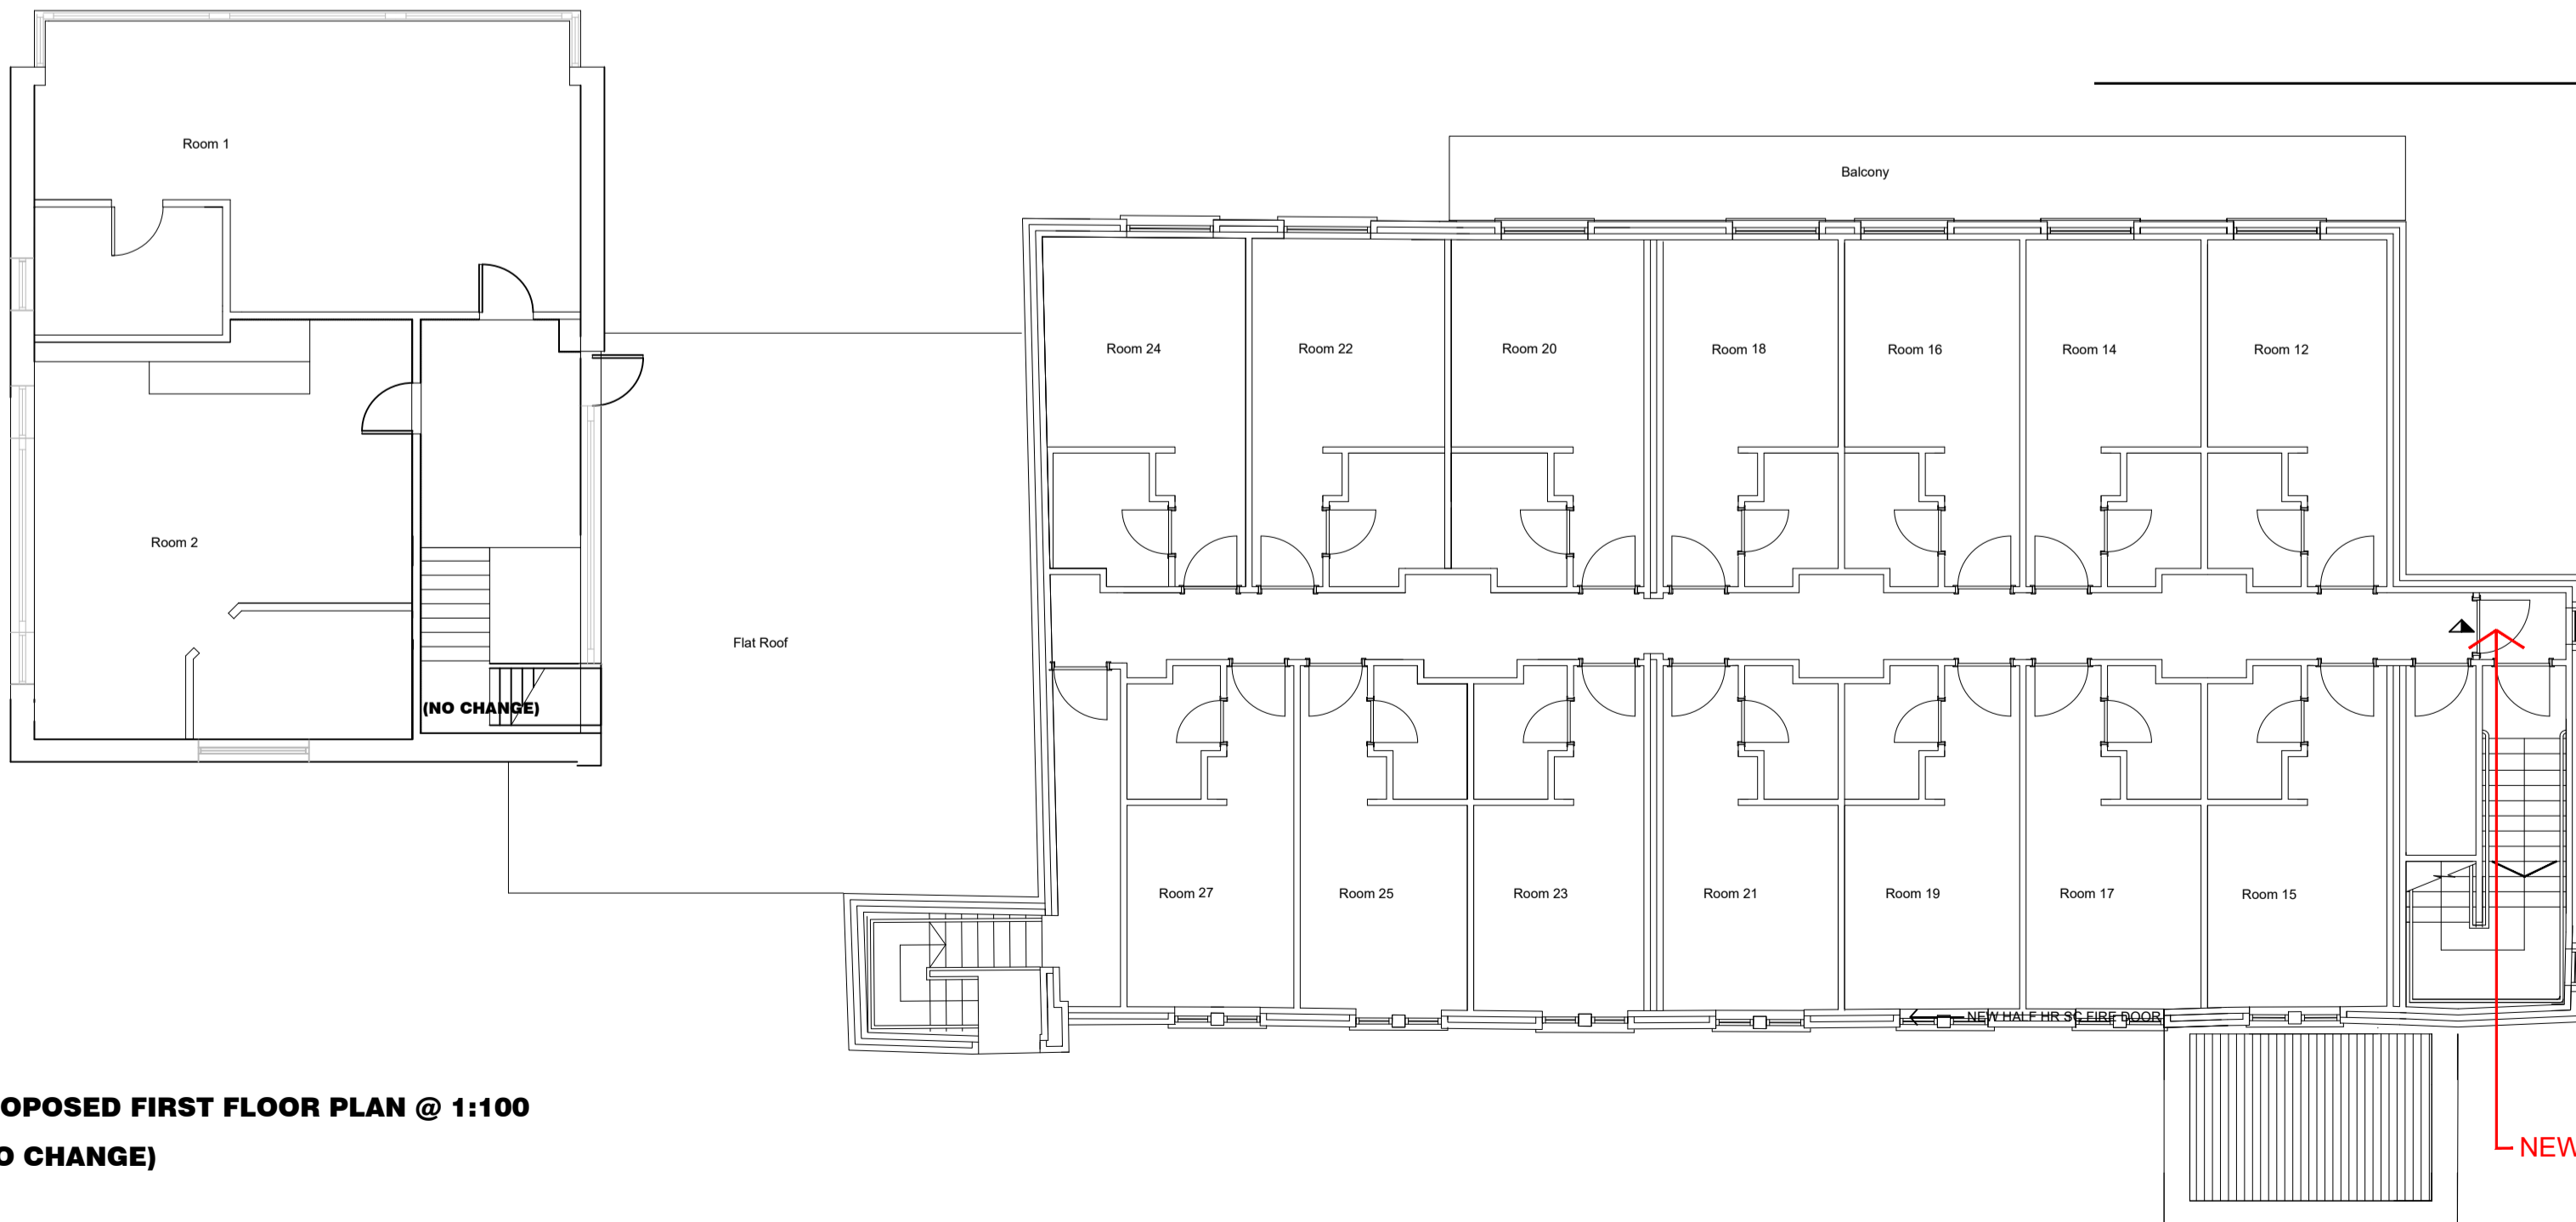 Room 1
Balcony
Room 24
Room 22
Room 20
Room 18
Room 16
Room 14
Room 12
Room 2
Flat Roof
(NO CHANGE)
Room 27
Room 25
Room 23
Room 21
Room 19
Room 17
Room 15
NEW HALF HR SC FIRE DOOR
OPOSED FIRST FLOOR PLAN @ 1:100
O CHANGE)
NEW